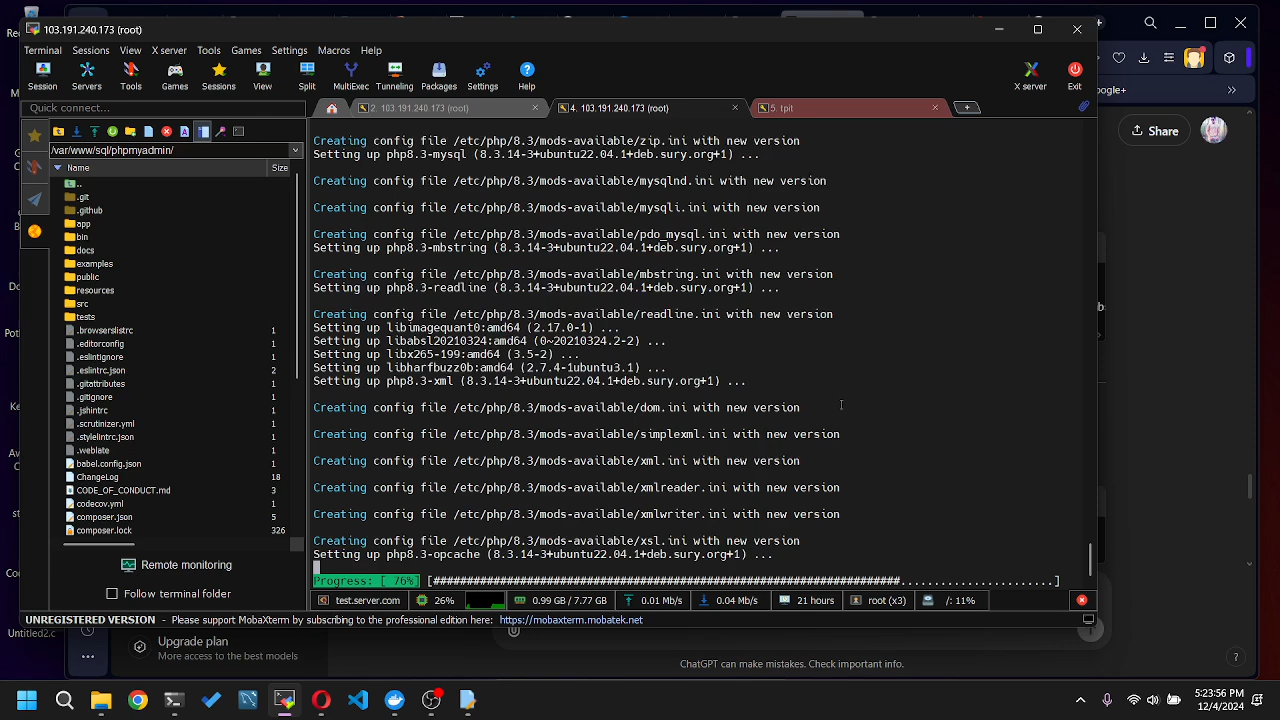 103.191.240.173 (root)
Terminal Sessions View X server Tools Games Settings Macros Help
Session Servers Tools Games Sessions View Split MultiExec Tunneling Packages Settings Help X server Exit
Quick connect...
2. 103.191.240.173 (root)
4. 103.191.240.173 (root)
5. tpit
/var/www/sql/phpmyadmin/
Name Size
..
.git
.github
app
bin
docs
examples
public
resources
src
tests
.browserslistrc 1
.editorconfig 1
.eslintignore 1
.eslintrc.json 2
.gitattributes 1
.gitignore 1
.jshintrc 1
.scrutinizer.yml 1
.stylelintrc.json 1
.weblate 1
babel.config.json 1
ChangeLog 18
CODE_OF_CONDUCT.md 3
codecov.yml 1
composer.json 5
composer.lock 326
Remote monitoring
Follow terminal folder
Creating config file /etc/php/8.3/mods-available/zip.ini with new version
Setting up php8.3-mysql (8.3.14-3+ubuntu22.04.1+deb.sury.org+1) ...
Creating config file /etc/php/8.3/mods-available/mysqlnd.ini with new version
Creating config file /etc/php/8.3/mods-available/mysqli.ini with new version
Creating config file /etc/php/8.3/mods-available/pdo_mysql.ini with new version
Setting up php8.3-mbstring (8.3.14-3+ubuntu22.04.1+deb.sury.org+1) ...
Creating config file /etc/php/8.3/mods-available/mbstring.ini with new version
Setting up php8.3-readline (8.3.14-3+ubuntu22.04.1+deb.sury.org+1) ...
Creating config file /etc/php/8.3/mods-available/readline.ini with new version
Setting up libimagequant0:amd64 (2.17.0-1) ...
Setting up libabsl20210324:amd64 (0~20210324.2-2) ...
Setting up libx265-199:amd64 (3.5-2) ...
Setting up libharfbuzz0b:amd64 (2.7.4-1ubuntu3.1) ...
Setting up php8.3-xml (8.3.14-3+ubuntu22.04.1+deb.sury.org+1) ...
Creating config file /etc/php/8.3/mods-available/dom.ini with new version
Creating config file /etc/php/8.3/mods-available/simplexml.ini with new version
Creating config file /etc/php/8.3/mods-available/xml.ini with new version
Creating config file /etc/php/8.3/mods-available/xmlreader.ini with new version
Creating config file /etc/php/8.3/mods-available/xmlwriter.ini with new version
Creating config file /etc/php/8.3/mods-available/xsl.ini with new version
Setting up php8.3-opcache (8.3.14-3+ubuntu22.04.1+deb.sury.org+1) ...
Progress: [ 76%]
test.server.com 26% 0.99 GB / 7.77 GB 0.01 Mb/s 0.04 Mb/s 21 hours root (x3) /: 11%
UNREGISTERED VERSION - Please support MobaXterm by subscribing to the professional edition here: https://mobaxterm.mobatek.net
Share
Upgrade plan
More access to the best models
ChatGPT can make mistakes. Check important info.
?
5:23:56 PM
12/4/2024